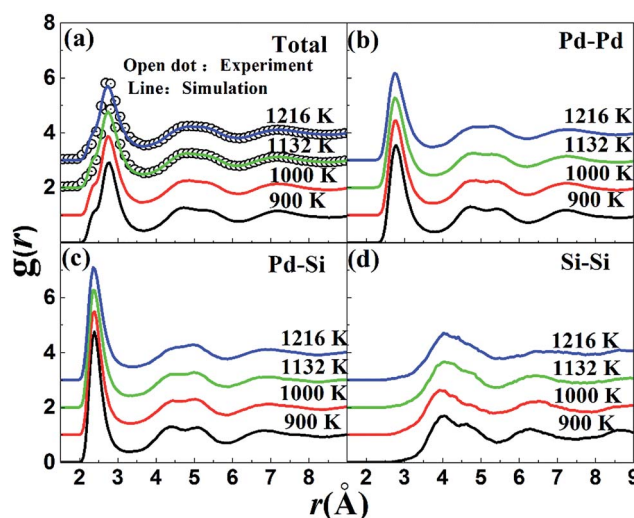 (a) Total
Open dot : Experiment
Line: Simulation
1216 K
1132 K
1000 K
900 K
(b) Pd-Pd
1216 K
1132 K
1000 K
900 K
(c) Pd-Si
1216 K
1132 K
1000 K
900 K
(d) Si-Si
1216 K
1132 K
1000 K
900 K
g(r)
8
6
4
2
6
4
2
0
2 3 4 5 6 7 8 2 3 4 5 6 7 8 9
r(Å)